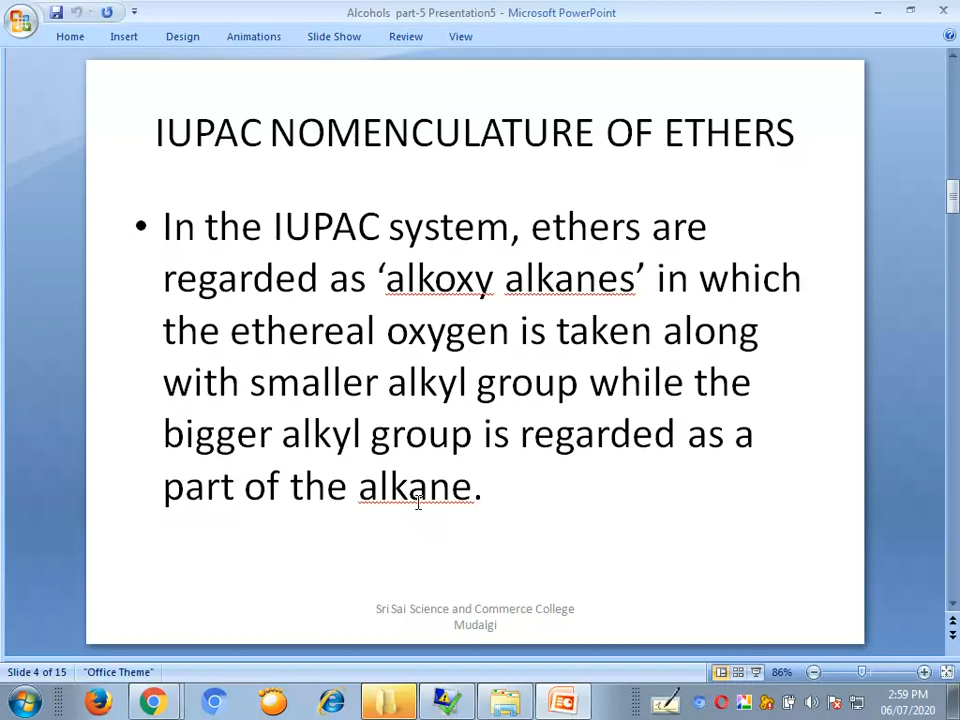 Alcohols part-5 Presentation5 - Microsoft PowerPoint
Home Insert Design Animations Slide Show Review View
IUPAC NOMENCULATURE OF ETHERS
• In the IUPAC system, ethers are
regarded as ‘alkoxy alkanes’ in which
the ethereal oxygen is taken along
with smaller alkyl group while the
bigger alkyl group is regarded as a
part of the alkane.
Sri Sai Science and Commerce College
Mudalgi
Slide 4 of 15 "Office Theme" 86%
2:59 PM
06/07/2020